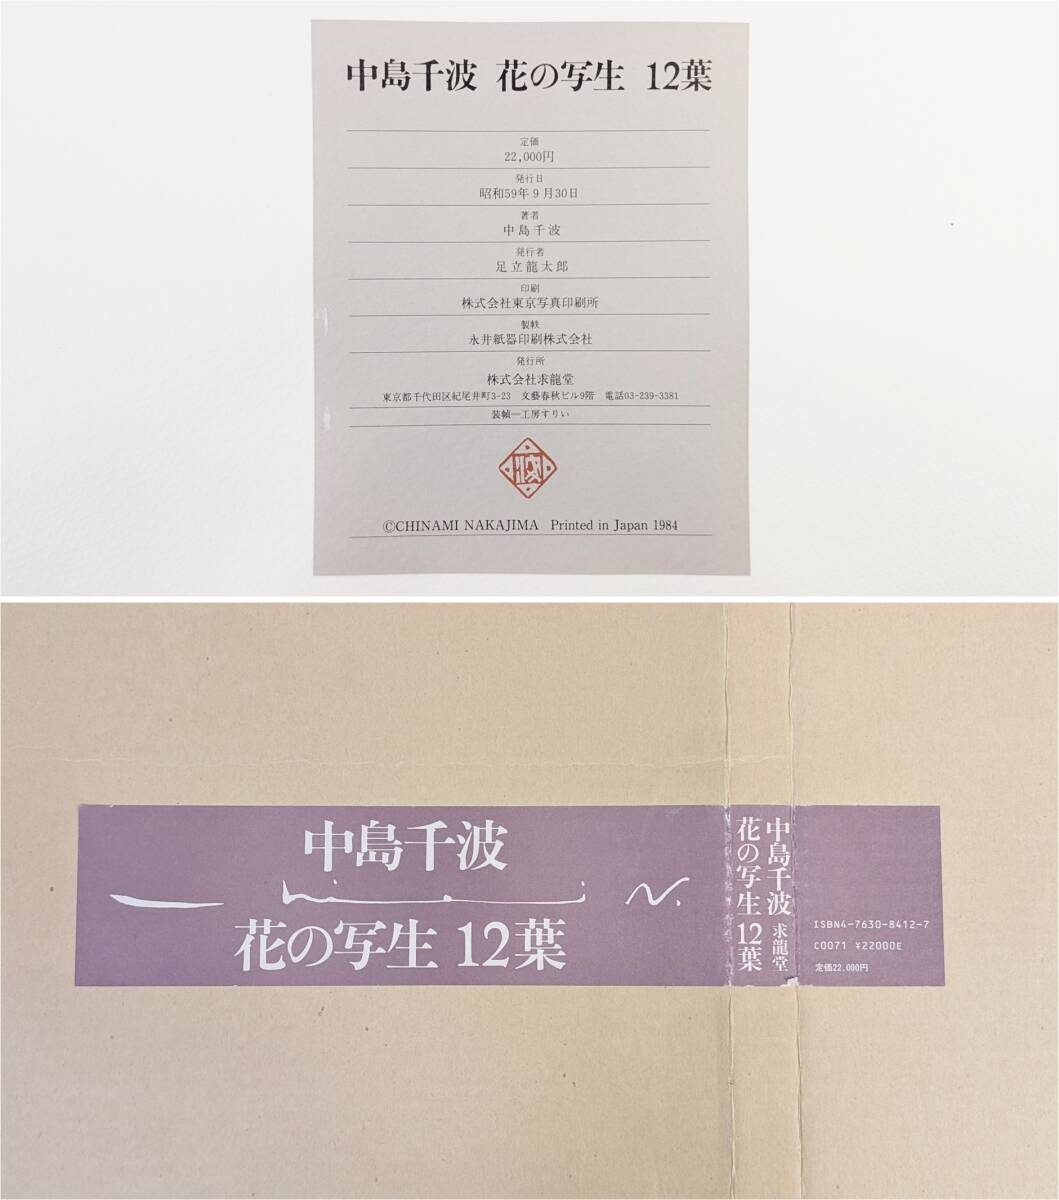 中島千波 花の写生 12葉
定価
22,000円
発行日
昭和59年9月30日
著者
中島千波
発行者
足立龍太郎
印刷
株式会社東京写真印刷所
製帙
永井紙器印刷株式会社
発行所
株式会社求龍堂
東京都千代田区紀尾井町3-23 文藝春秋ビル9階 電話03-239-3381
装幀—工房すりい
©CHINAMI NAKAJIMA Printed in Japan 1984
中島千波
花の写生 12葉
中島千波 求龍堂
花の写生 12葉
ISBN4-7630-8412-7
C0071 ¥22000E
定価22.000円